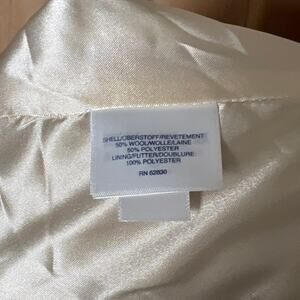 SHELL/OBERSTOFF/REVETEMENT
50% WOOL/WOLLE/LAINE
50% POLYESTER
LINING/FUTTER/DOUBLURE
100% POLYESTER
RN 62830